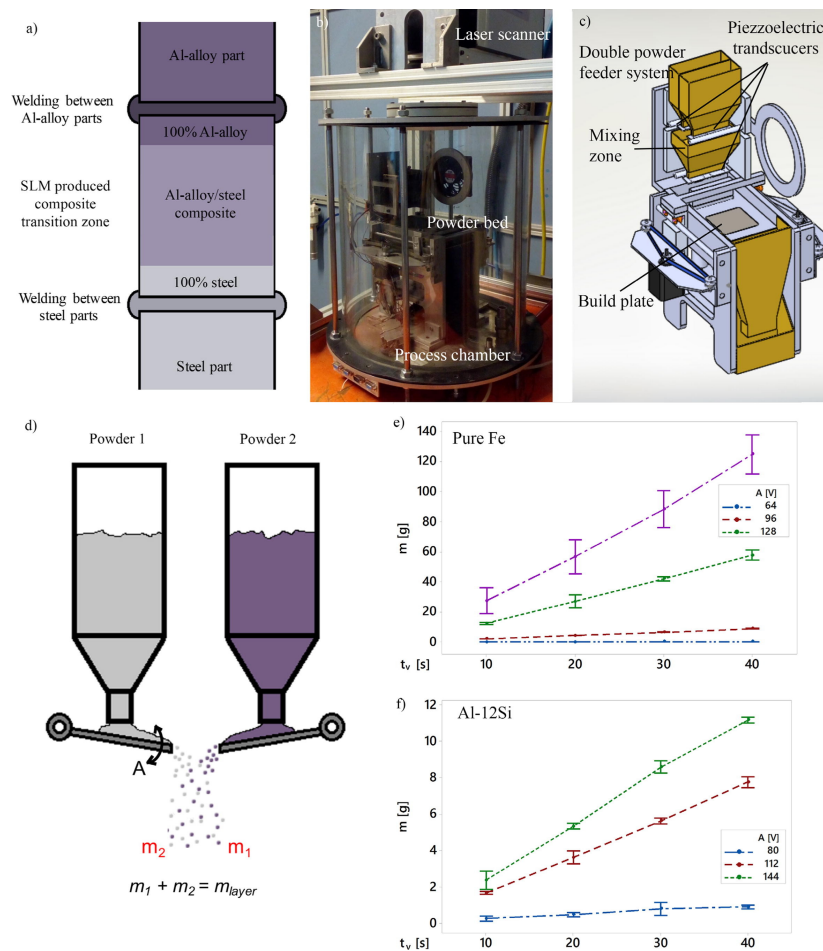 a)
Al-alloy part
Welding between
Al-alloy parts
100% Al-alloy
SLM produced
composite
transition zone
Al-alloy/steel
composite
100% steel
Welding between
steel parts
Steel part
b)
Laser scanner
Powder bed
Process chamber
c)
Piezzoelectric
trandscucers
Double powder
feeder system
Mixing
zone
Build plate
d)
Powder 1
Powder 2
A
m2
m1
m1 + m2 = mlayer
e)
Pure Fe
140
120
100
80
60
40
20
0
m [g]
A [V]
64
96
128
tv [s]
10
20
30
40
f)
Al-12Si
12
10
8
6
4
2
0
m [g]
A [V]
80
112
144
tv [s]
10
20
30
40